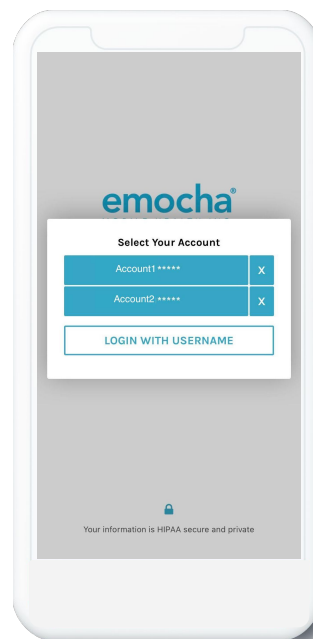 emocha®
Select Your Account
Account1 *****
X
Account2 *****
X
LOGIN WITH USERNAME
Your information is HIPAA secure and private